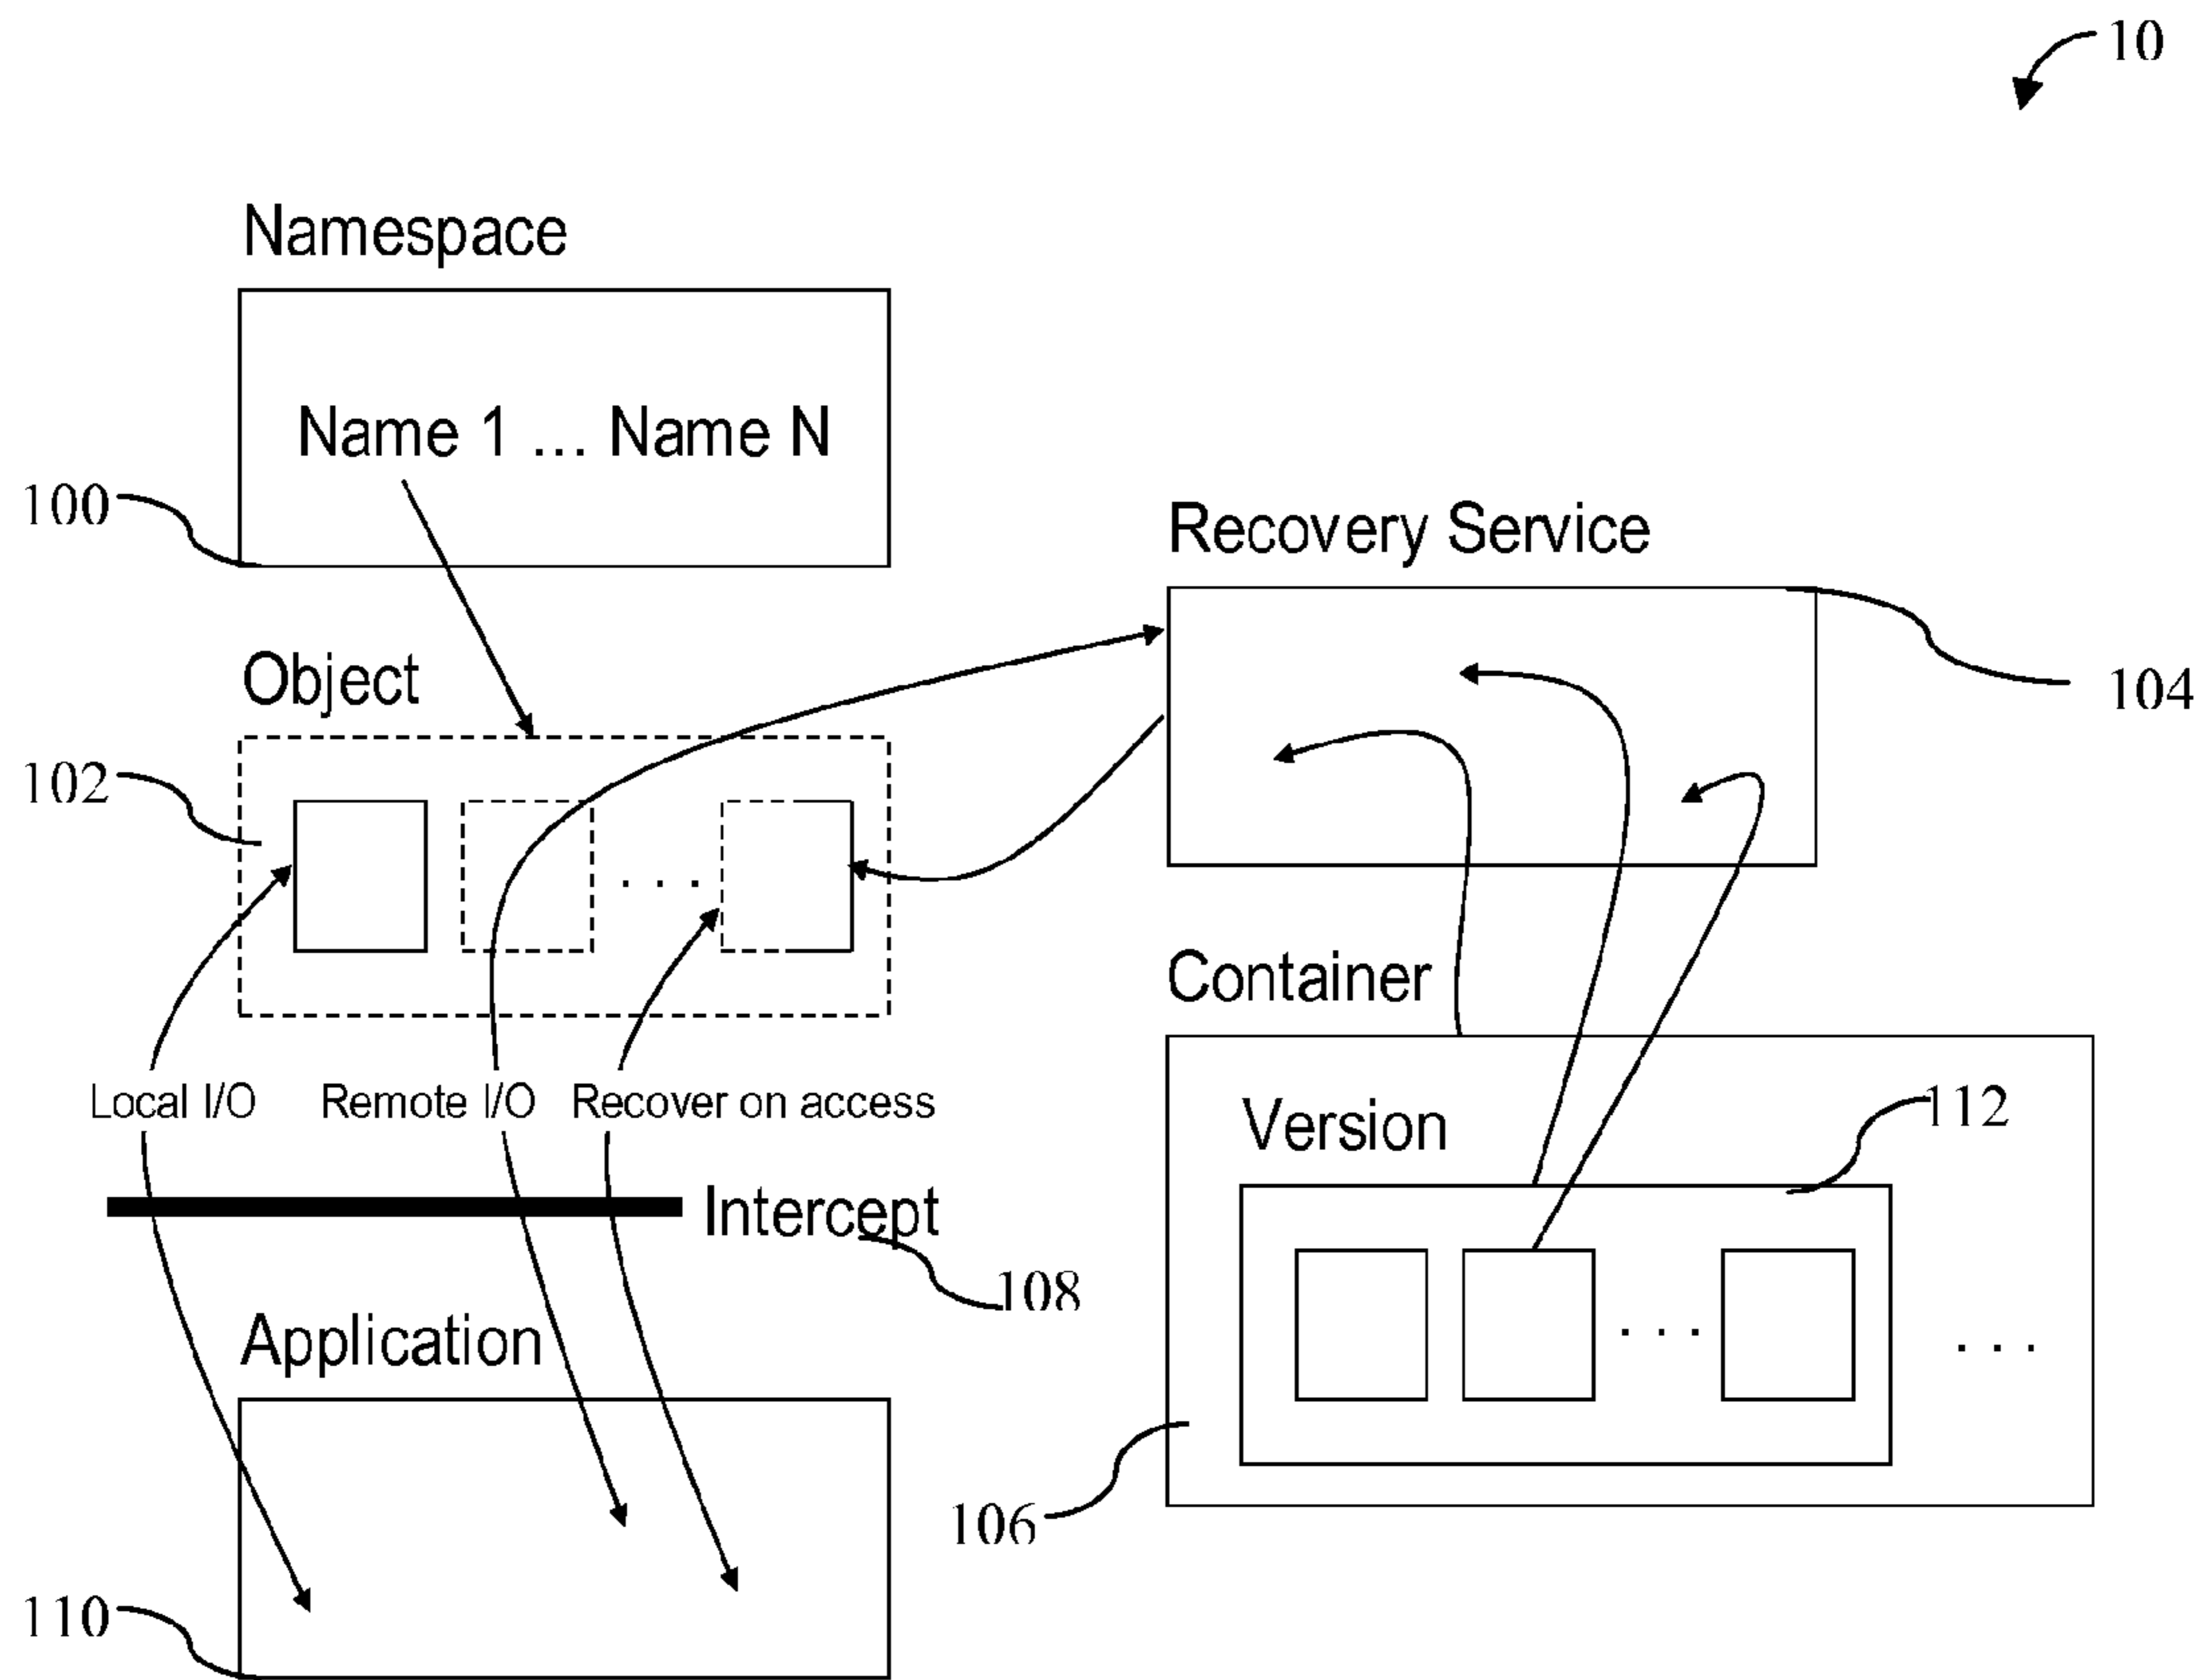 10
Namespace
Name 1 ... Name N
100
Recovery Service
Object
104
102
. . .
Container
Local I/O Remote I/O Recover on access
Version
112
Intercept
108
Application
. . .
. . .
106
110